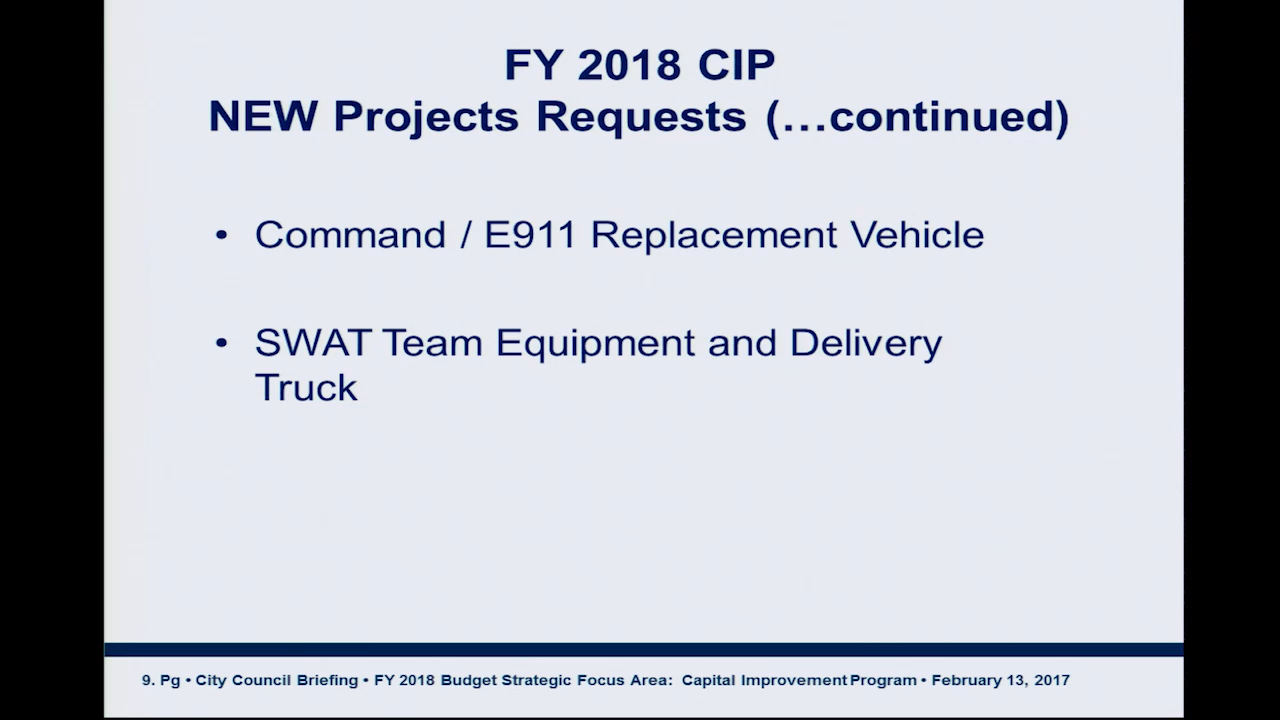 FY 2018 CIP
NEW Projects Requests (…continued)
• Command / E911 Replacement Vehicle
• SWAT Team Equipment and Delivery
Truck
9. Pg • City Council Briefing • FY 2018 Budget Strategic Focus Area: Capital Improvement Program • February 13, 2017